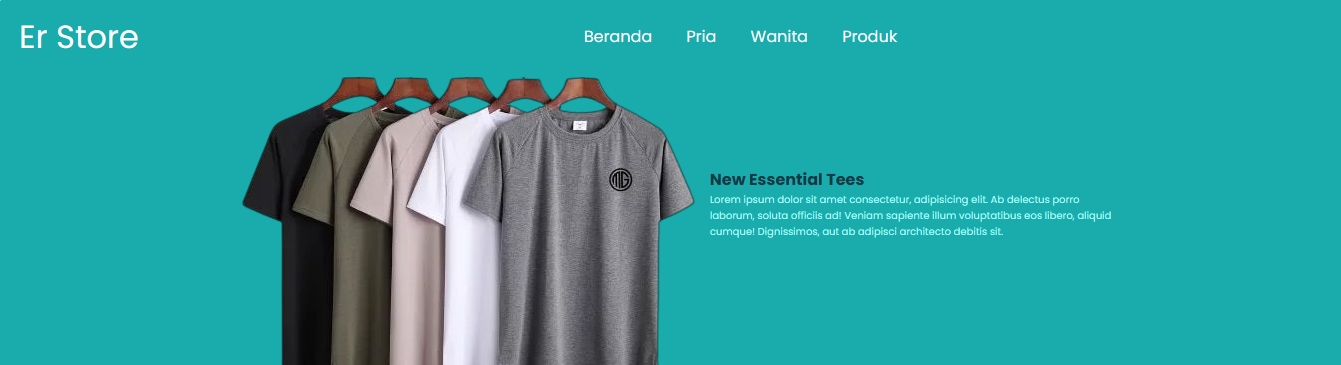 Er Store
Beranda Pria Wanita Produk
MG
New Essential Tees
Lorem ipsum dolor sit amet consectetur, adipisicing elit. Ab delectus porro
laborum, soluta officiis ad! Veniam sapiente illum voluptatibus eos libero, aliquid
cumque! Dignissimos, aut ab adipisci architecto debitis sit.